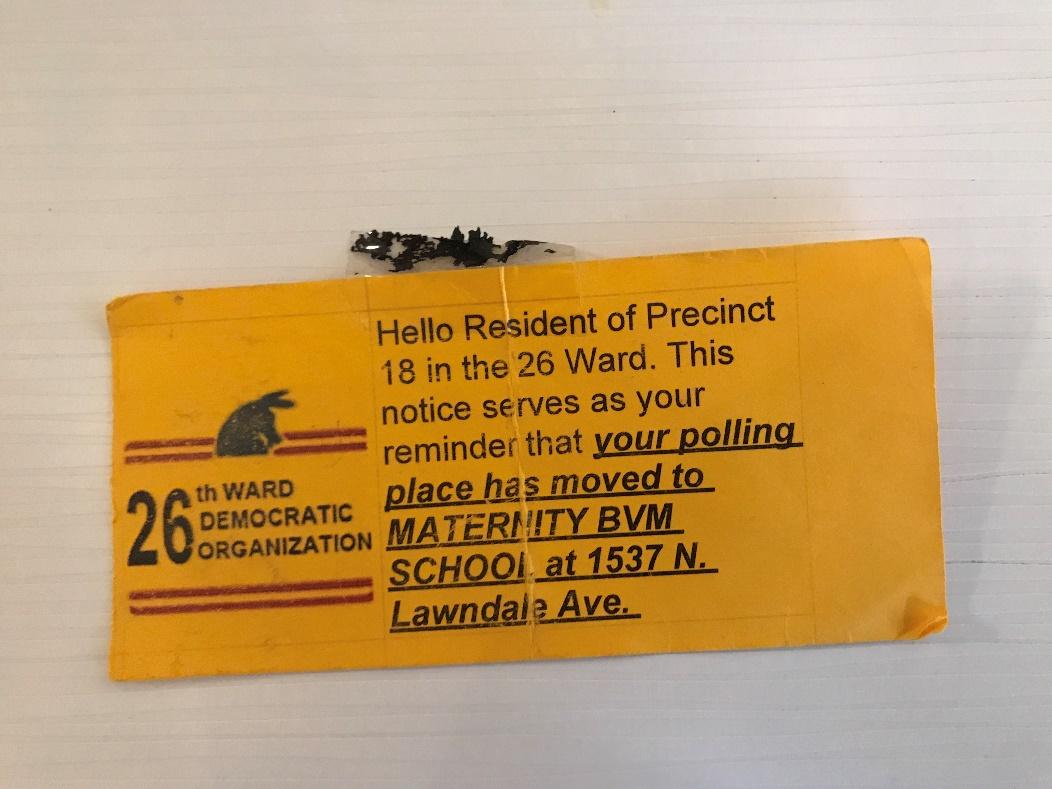 26th WARD
DEMOCRATIC
ORGANIZATION
Hello Resident of Precinct
18 in the 26 Ward. This
notice serves as your
reminder that your polling
place has moved to
MATERNITY BVM
SCHOOL at 1537 N.
Lawndale Ave.